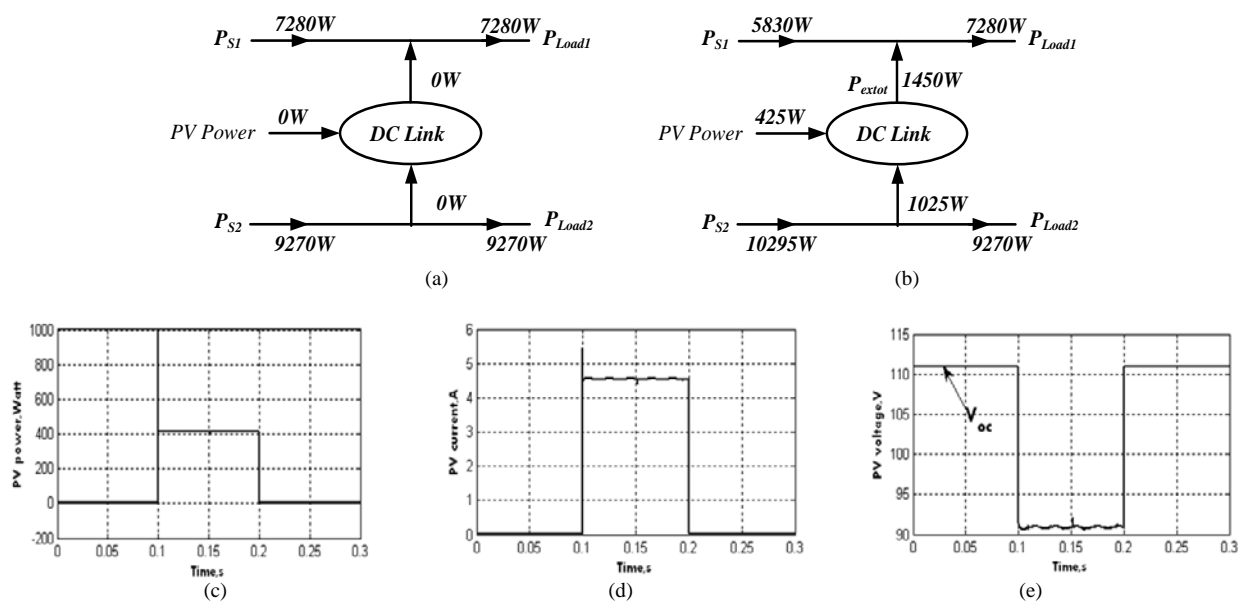 7280W 7280W
P_S1 P_Load1
0W
0W
PV Power DC Link
0W
P_S2 P_Load2
9270W 9270W
(a)
5830W 7280W
P_S1 P_Load1
P_extot 1450W
425W
PV Power DC Link
1025W
P_S2 P_Load2
10295W 9270W
(b)
1000
800
600
400
200
0
-200
PV power,Watt
0 0.05 0.1 0.15 0.2 0.25 0.3
Time,s
(c)
6
5
4
3
2
1
0
PV current,A
0 0.05 0.1 0.15 0.2 0.25 0.3
Time,s
(d)
115
110
105
100
95
90
PV voltage,V
V_oc
0 0.05 0.1 0.15 0.2 0.25 0.3
Time,s
(e)